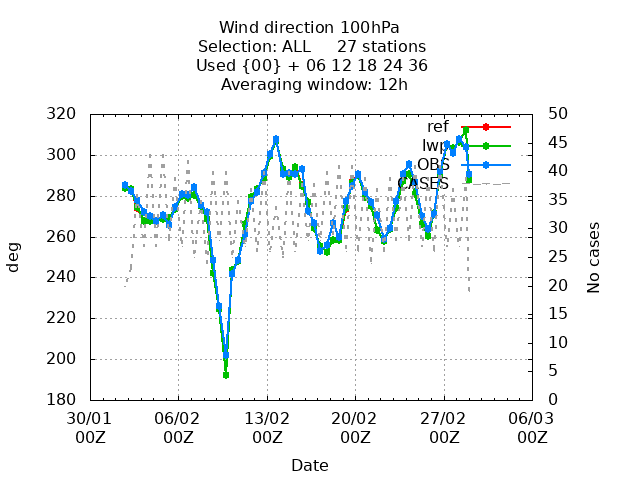 Wind direction 100hPa
Selection: ALL 27 stations
Used {00} + 06 12 18 24 36
Averaging window: 12h
320
300
280
260
240
220
200
180
deg
50
45
40
35
30
25
20
15
10
5
0
No cases
ref
lwp
OBS
CASES
30/01 06/02 13/02 20/02 27/02 06/03
00Z 00Z 00Z 00Z 00Z 00Z
Date